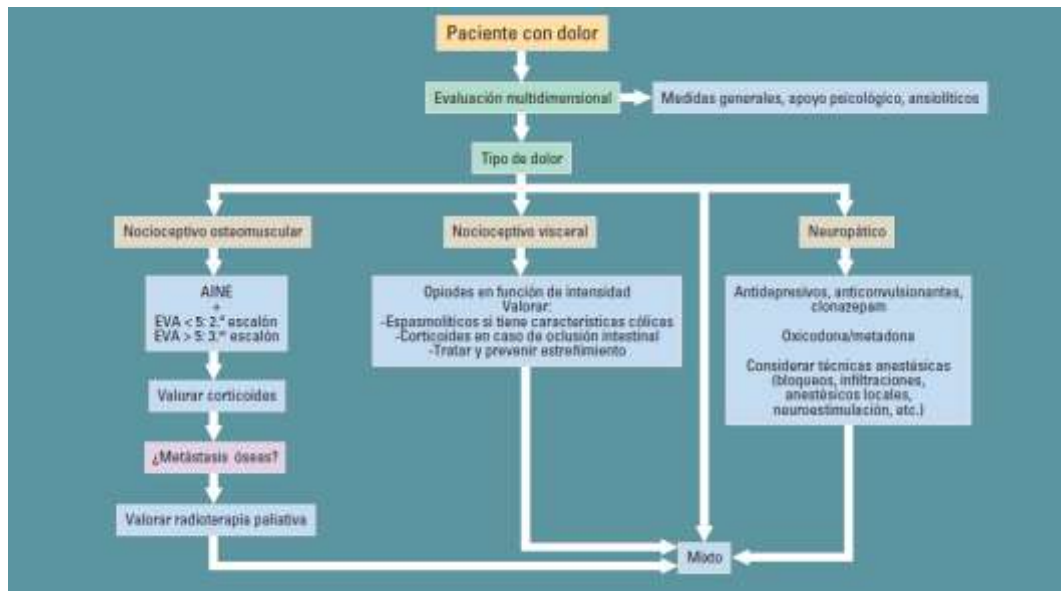 Paciente con dolor
Evaluación multidimensional
Medidas generales, apoyo psicológico, ansiolíticos
Tipo de dolor
Nocioceptivo osteomuscular
Nocioceptivo visceral
Neuropático
AINE
+
EVA < 5: 2.º escalón
EVA > 5: 3.er escalón
Valorar corticoides
¿Metástasis óseas?
Valorar radioterapia paliativa
Opiodes en función de intensidad
Valorar:
-Espasmolíticos si tiene características cólicas
-Corticoides en caso de oclusión intestinal
-Tratar y prevenir estreñimiento
Antidepresivos, anticonvulsionantes,
clonazepam
Oxicodona/metadona
Considerar técnicas anestésicas
(bloqueos, infiltraciones,
anestésicos locales,
neuroestimulación, etc.)
Mixto